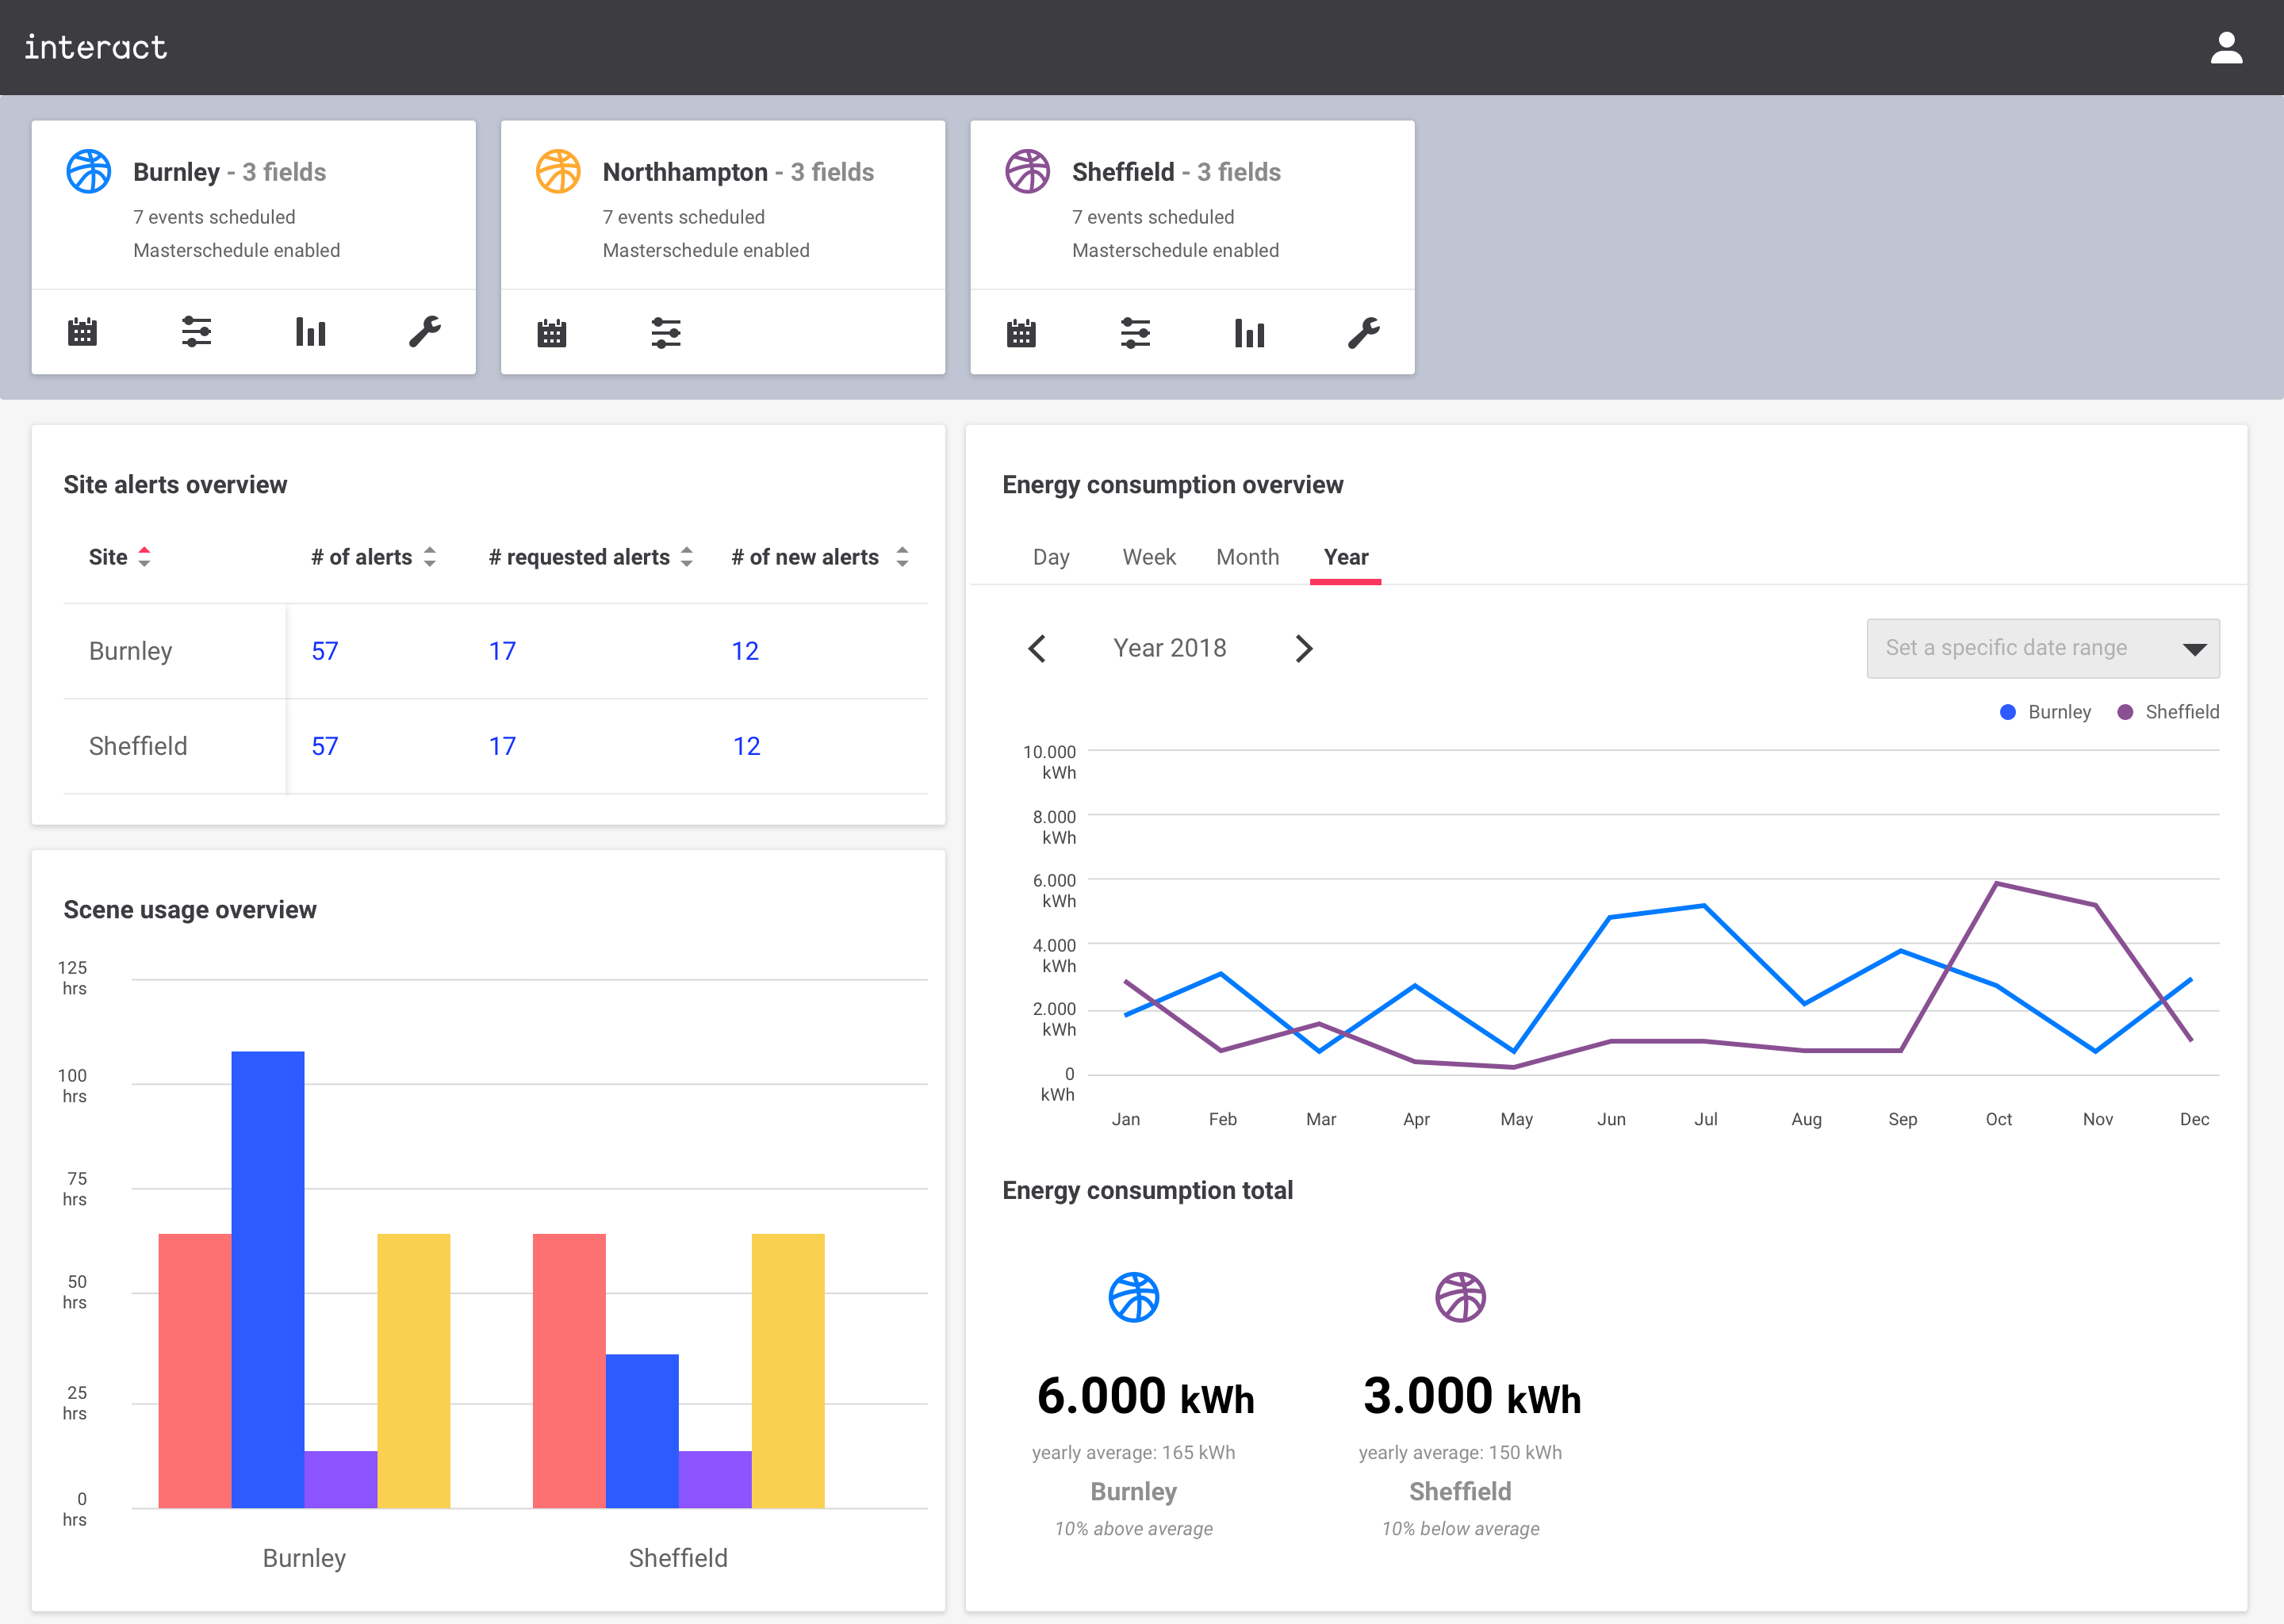 interact
Burnley - 3 fields
7 events scheduled
Masterschedule enabled
Northhampton - 3 fields
7 events scheduled
Masterschedule enabled
Sheffield - 3 fields
7 events scheduled
Masterschedule enabled
Site alerts overview
Site # of alerts # requested alerts # of new alerts
Burnley 57 17 12
Sheffield 57 17 12
Scene usage overview
125
hrs
100
hrs
75
hrs
50
hrs
25
hrs
0
hrs
Burnley Sheffield
Energy consumption overview
Day Week Month Year
Year 2018
Set a specific date range
Burnley Sheffield
10.000
kWh
8.000
kWh
6.000
kWh
4.000
kWh
2.000
kWh
0
kWh
Jan Feb Mar Apr May Jun Jul Aug Sep Oct Nov Dec
Energy consumption total
6.000 kWh
yearly average: 165 kWh
Burnley
10% above average
3.000 kWh
yearly average: 150 kWh
Sheffield
10% below average